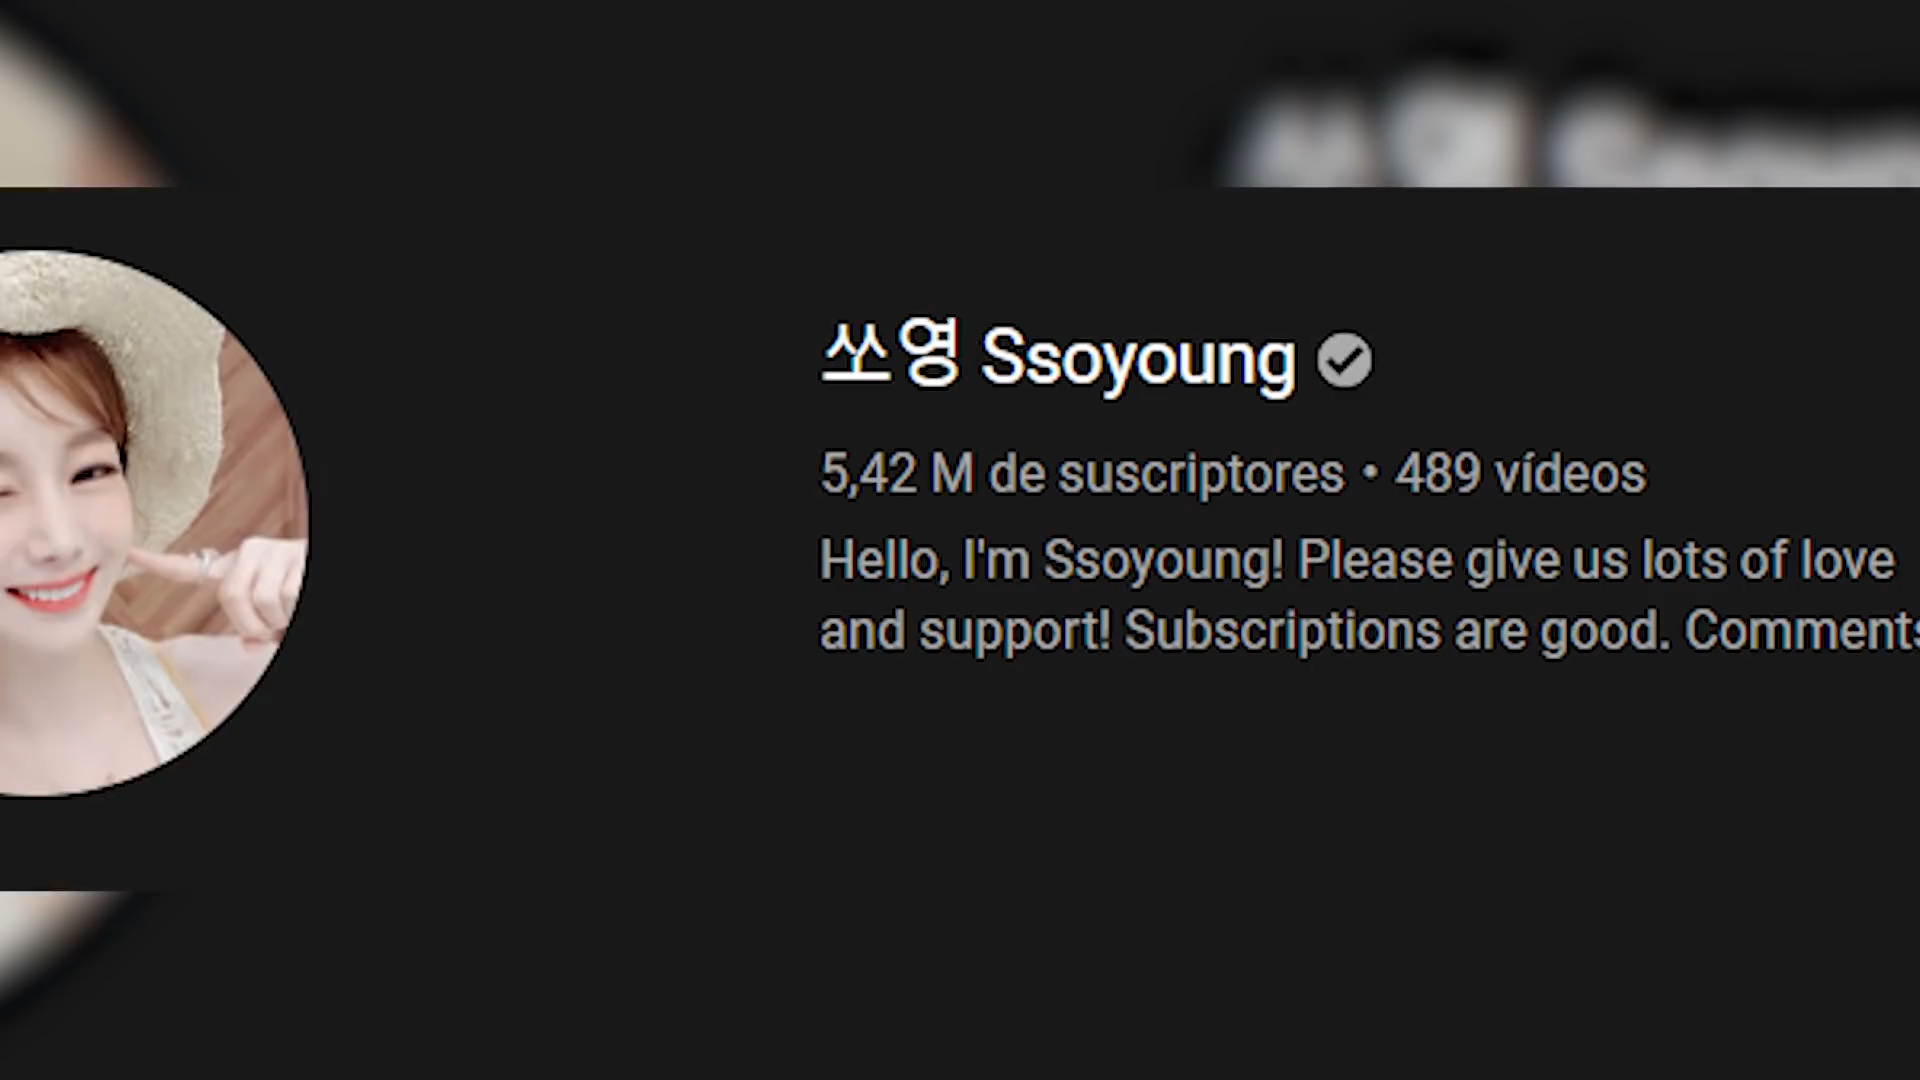 쏘영 Ssoyoung
5,42 M de suscriptores • 489 vídeos
Hello, I'm Ssoyoung! Please give us lots of love
and support! Subscriptions are good. Comments